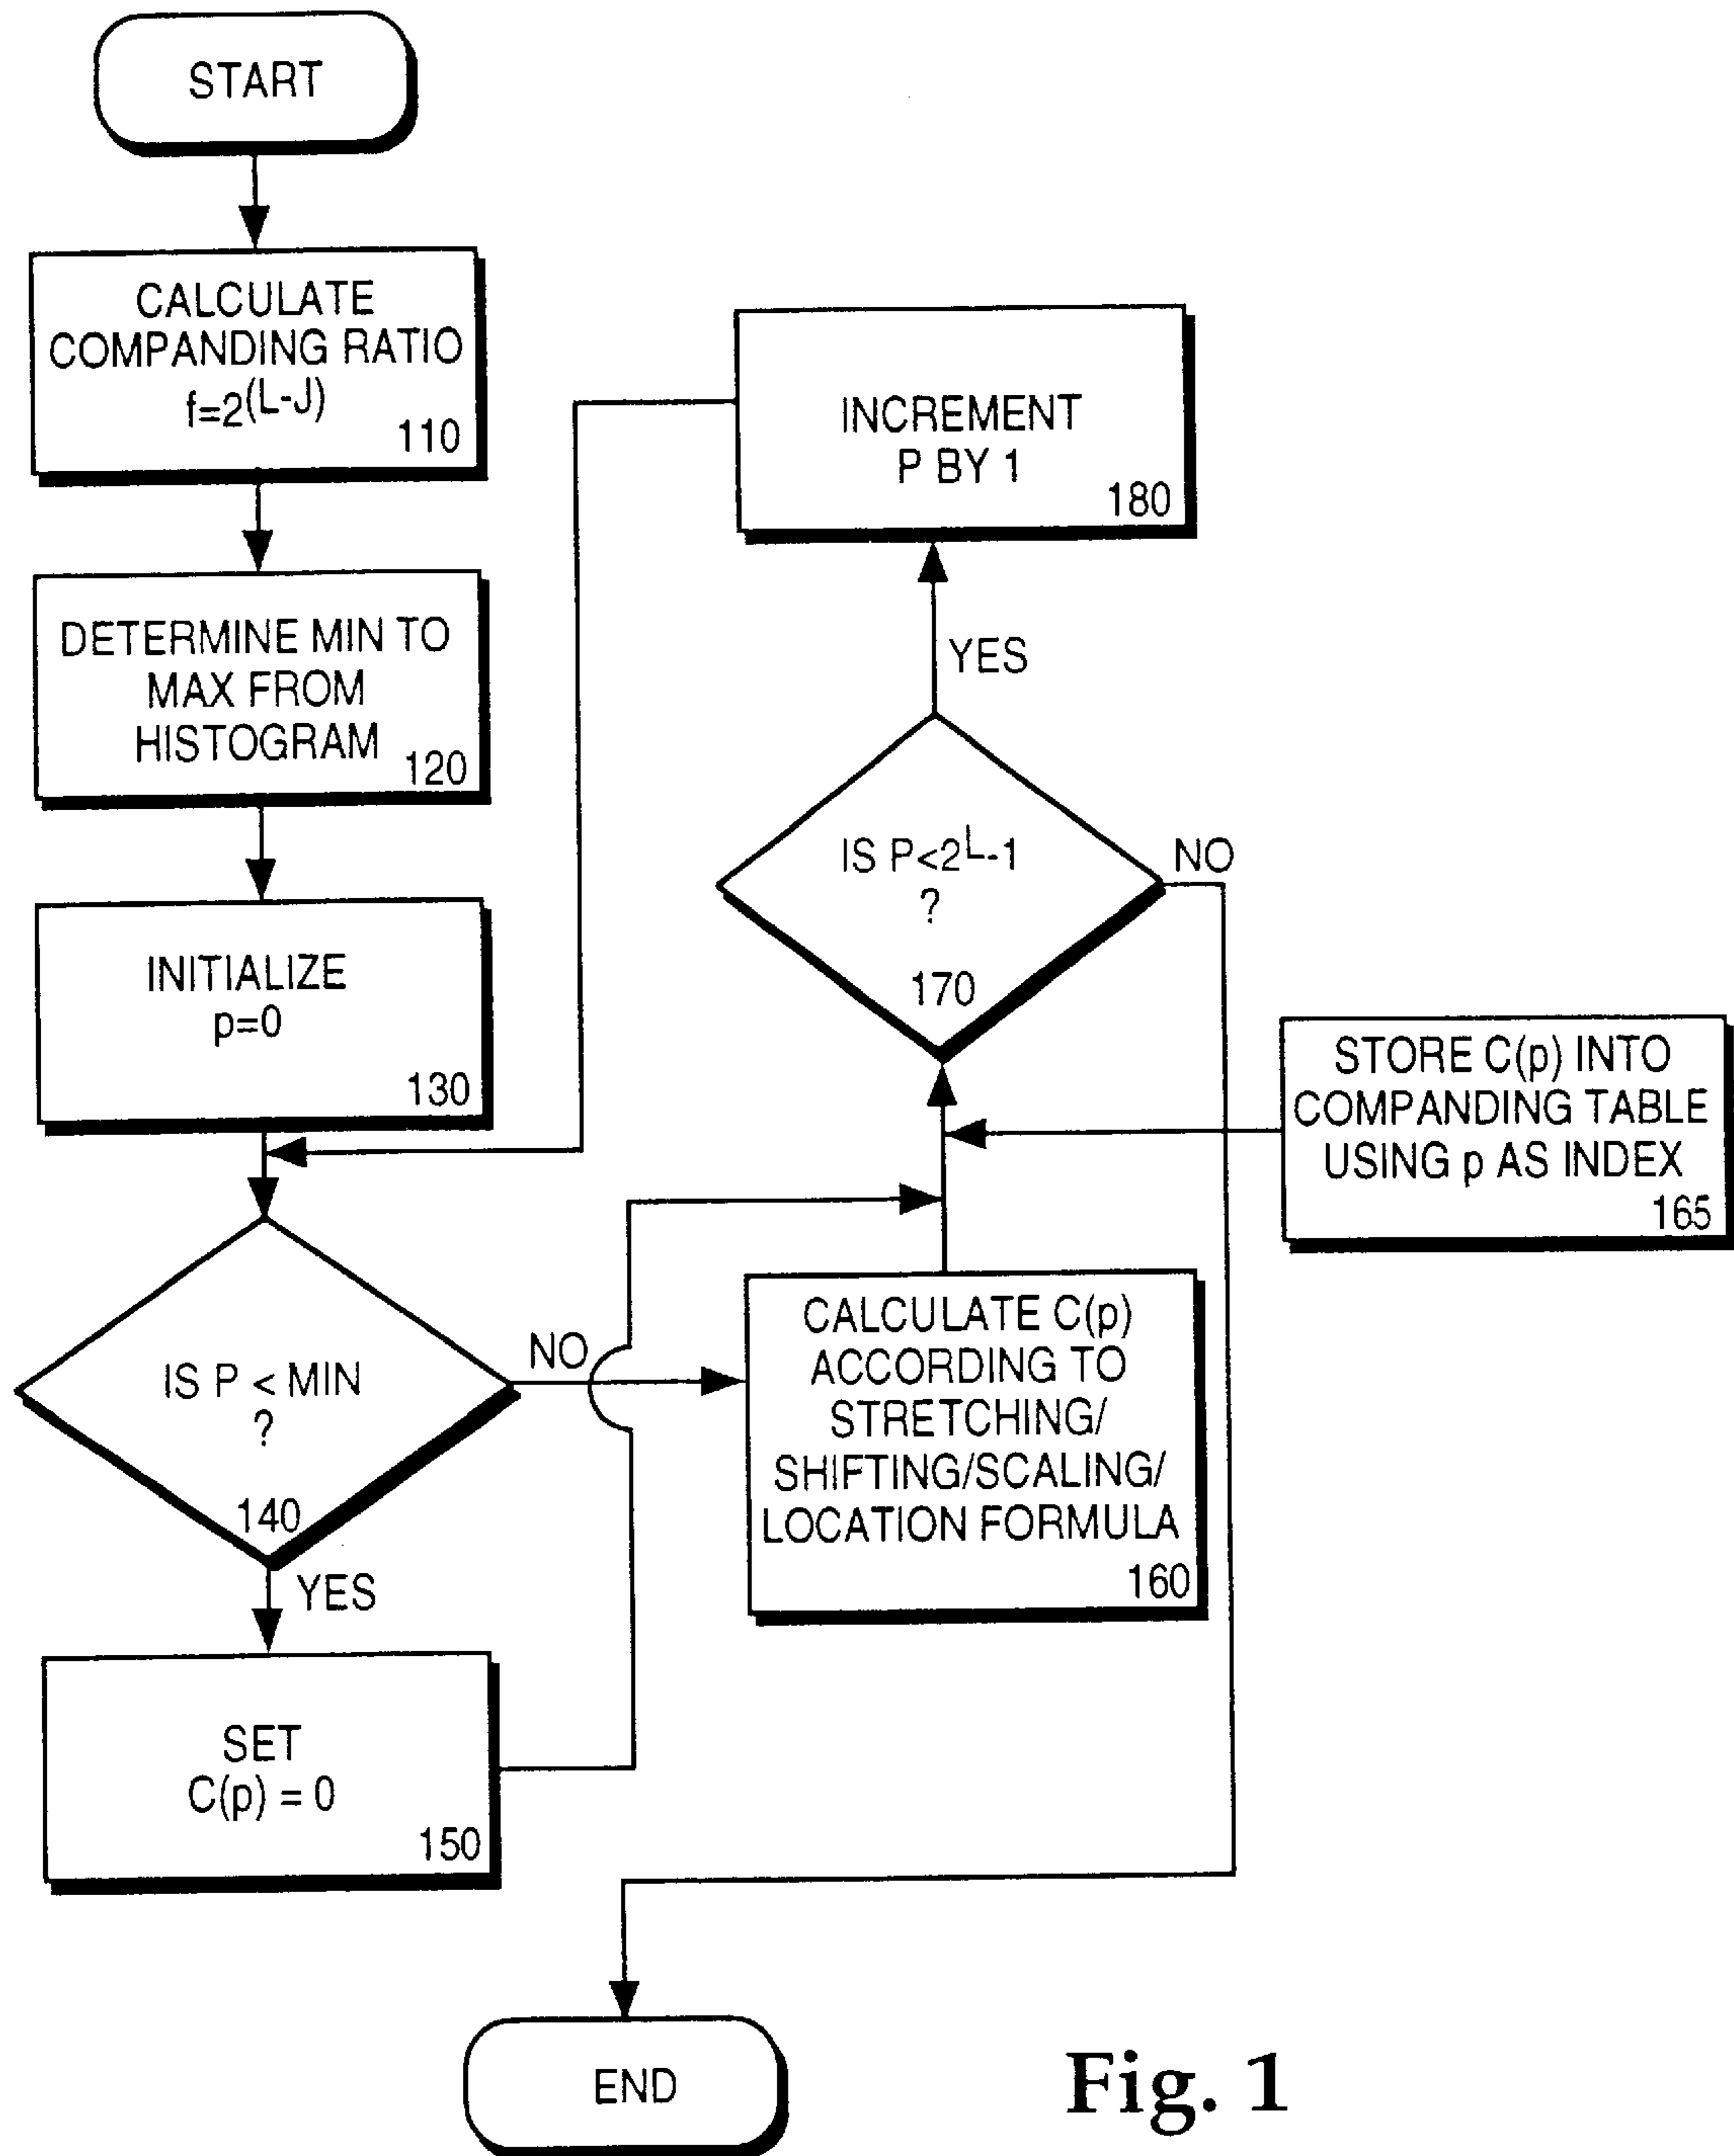 START
CALCULATE
COMPANDING RATIO
f=2^(L-J)
110
DETERMINE MIN TO
MAX FROM
HISTOGRAM
120
INITIALIZE
p=0
130
IS P < MIN
?
140
NO
YES
SET
C(p) = 0
150
INCREMENT
P BY 1
180
YES
IS P<2^L-1
?
170
NO
STORE C(p) INTO
COMPANDING TABLE
USING p AS INDEX
165
CALCULATE C(p)
ACCORDING TO
STRETCHING/
SHIFTING/SCALING/
LOCATION FORMULA
160
END
Fig. 1